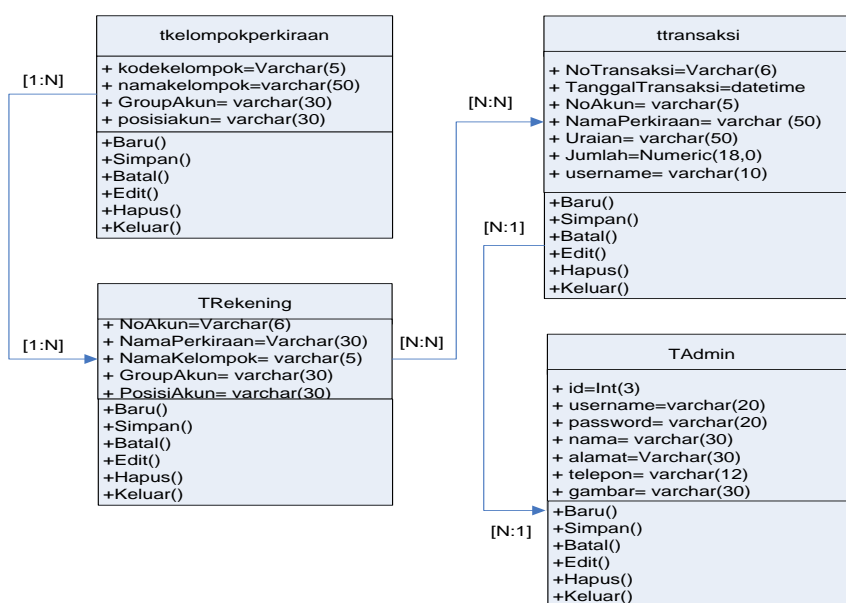 tkelompokperkiraan
+ kodekelompok=Varchar(5)
+ namakelompok=varchar(50)
+ GroupAkun= varchar(30)
+ posisiakun= varchar(30)
+Baru()
+Simpan()
+Batal()
+Edit()
+Hapus()
+Keluar()
[1:N]
[1:N]
TRekening
+ NoAkun=Varchar(6)
+ NamaPerkiraan=Varchar(30)
+ NamaKelompok= varchar(5)
+ GroupAkun= varchar(30)
+ PosisiAkun= varchar(30)
+Baru()
+Simpan()
+Batal()
+Edit()
+Hapus()
+Keluar()
[N:N]
[N:N]
ttransaksi
+ NoTransaksi=Varchar(6)
+ TanggalTransaksi=datetime
+ NoAkun= varchar(5)
+ NamaPerkiraan= varchar (50)
+ Uraian= varchar(50)
+ Jumlah=Numeric(18,0)
+ username= varchar(10)
+Baru()
+Simpan()
+Batal()
+Edit()
+Hapus()
+Keluar()
[N:1]
[N:1]
TAdmin
+ id=Int(3)
+ username=varchar(20)
+ password= varchar(20)
+ nama= varchar(30)
+ alamat=Varchar(30)
+ telepon= varchar(12)
+ gambar= varchar(30)
+Baru()
+Simpan()
+Batal()
+Edit()
+Hapus()
+Keluar()